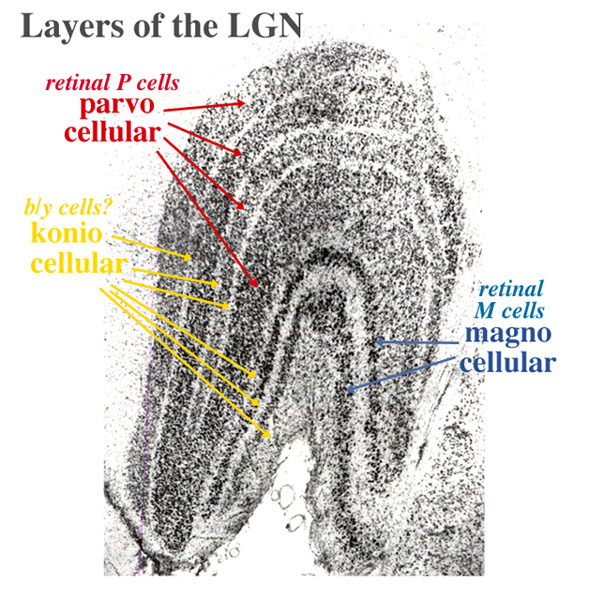 Layers of the LGN
retinal P cells
parvo
cellular
b/y cells?
konio
cellular
retinal
M cells
magno
cellular